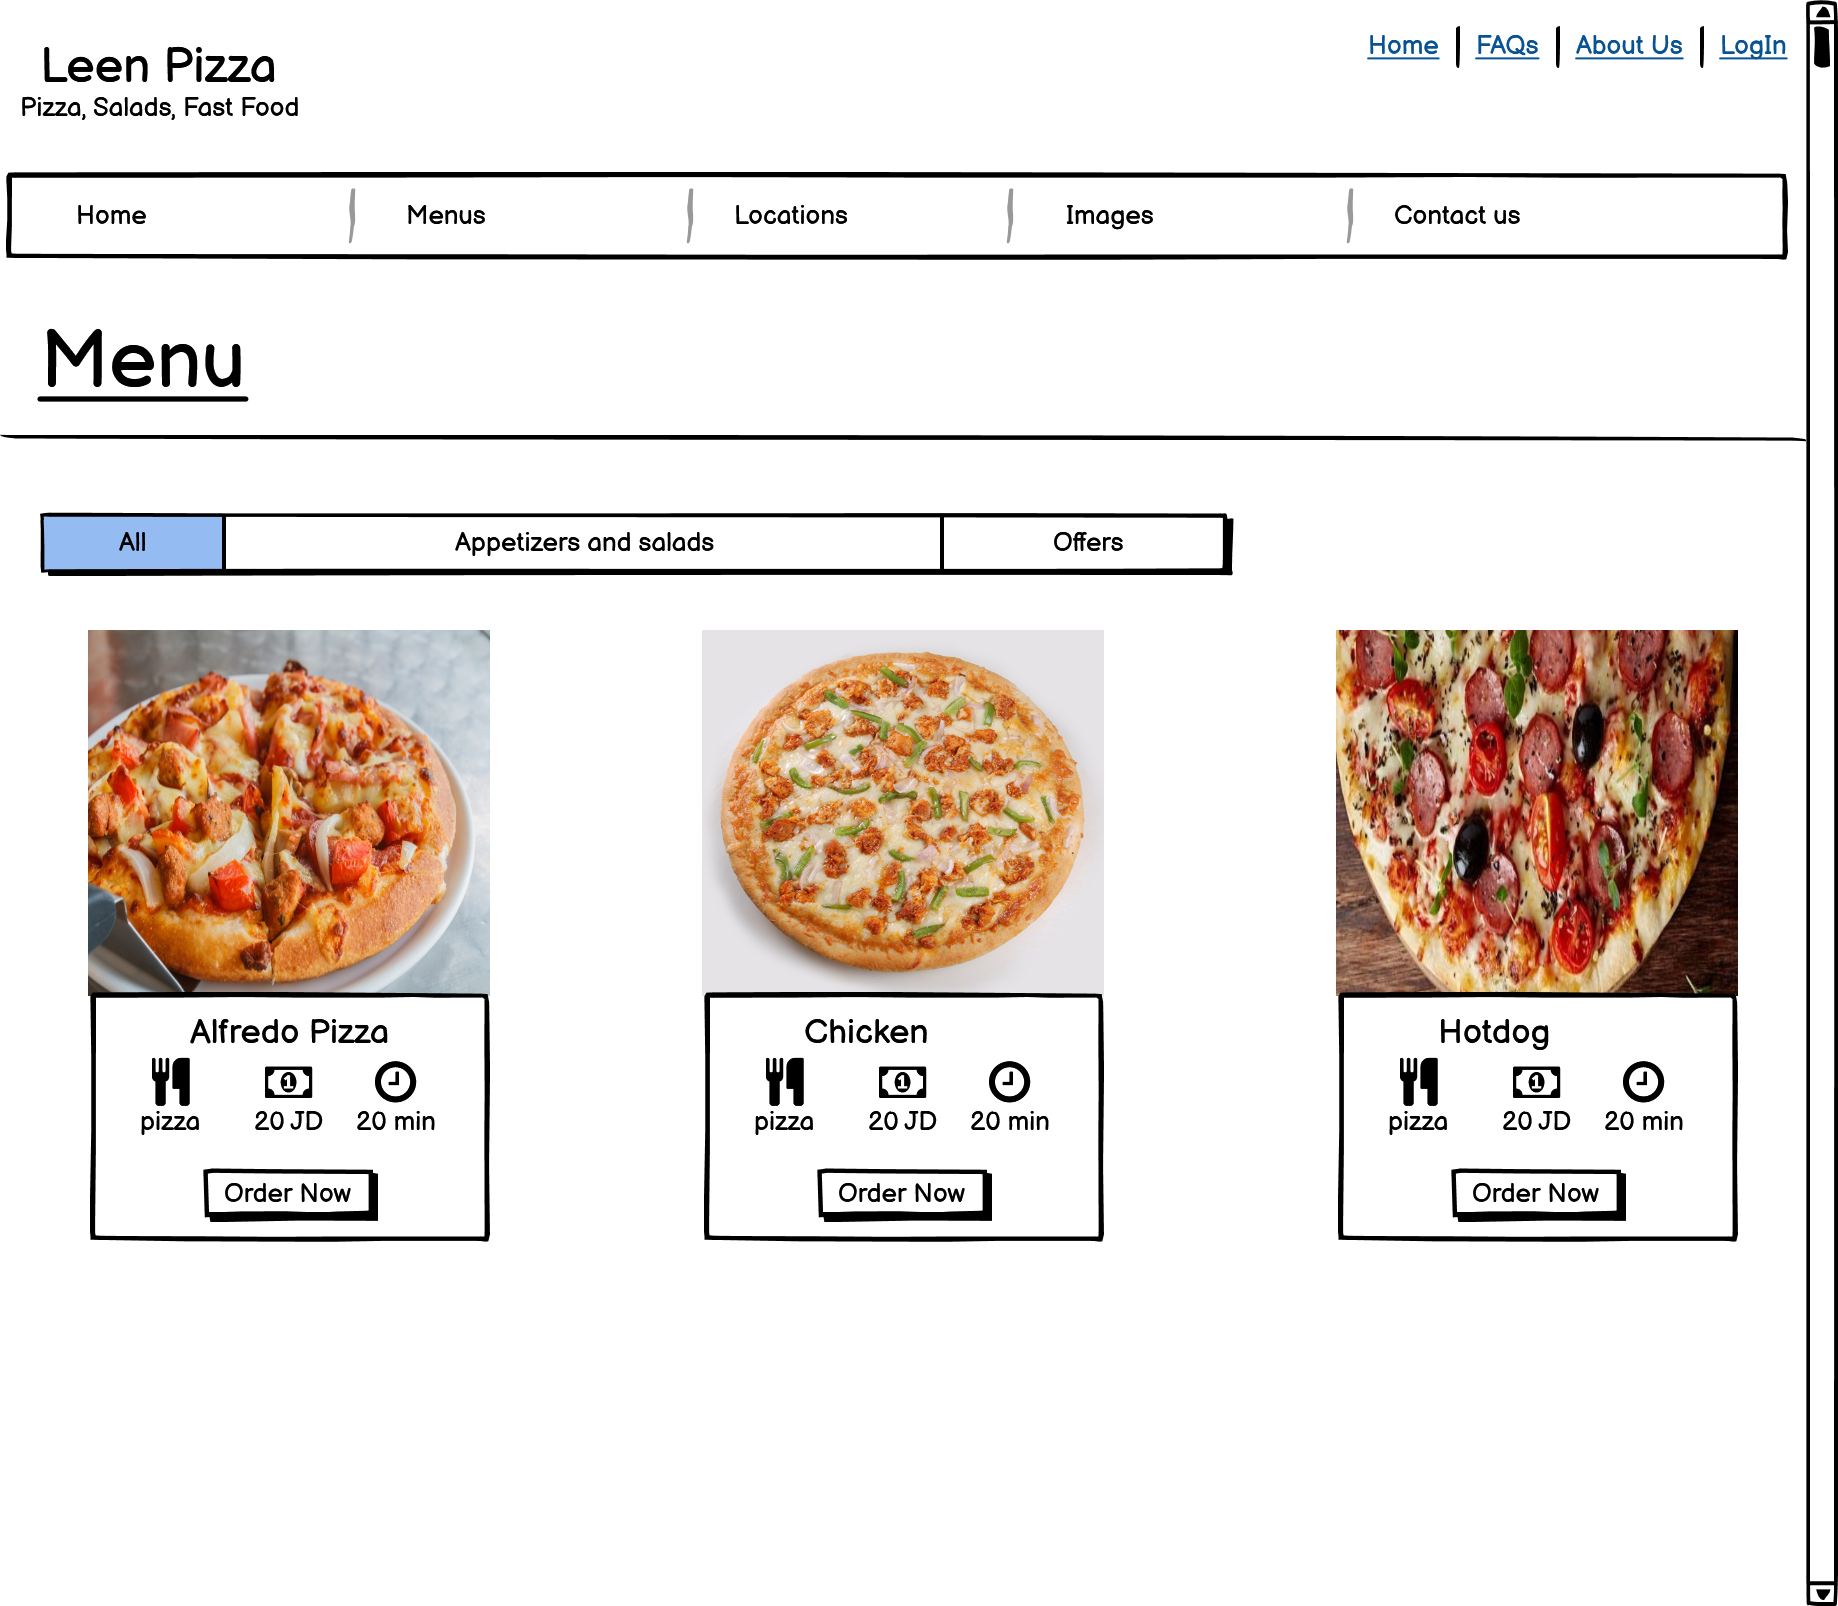 Leen Pizza
Pizza, Salads, Fast Food
Home FAQs About Us LogIn
Home Menus Locations Images Contact us
Menu
All Appetizers and salads Offers
Alfredo Pizza
pizza 20 JD 20 min
Order Now
Chicken
pizza 20 JD 20 min
Order Now
Hotdog
pizza 20 JD 20 min
Order Now